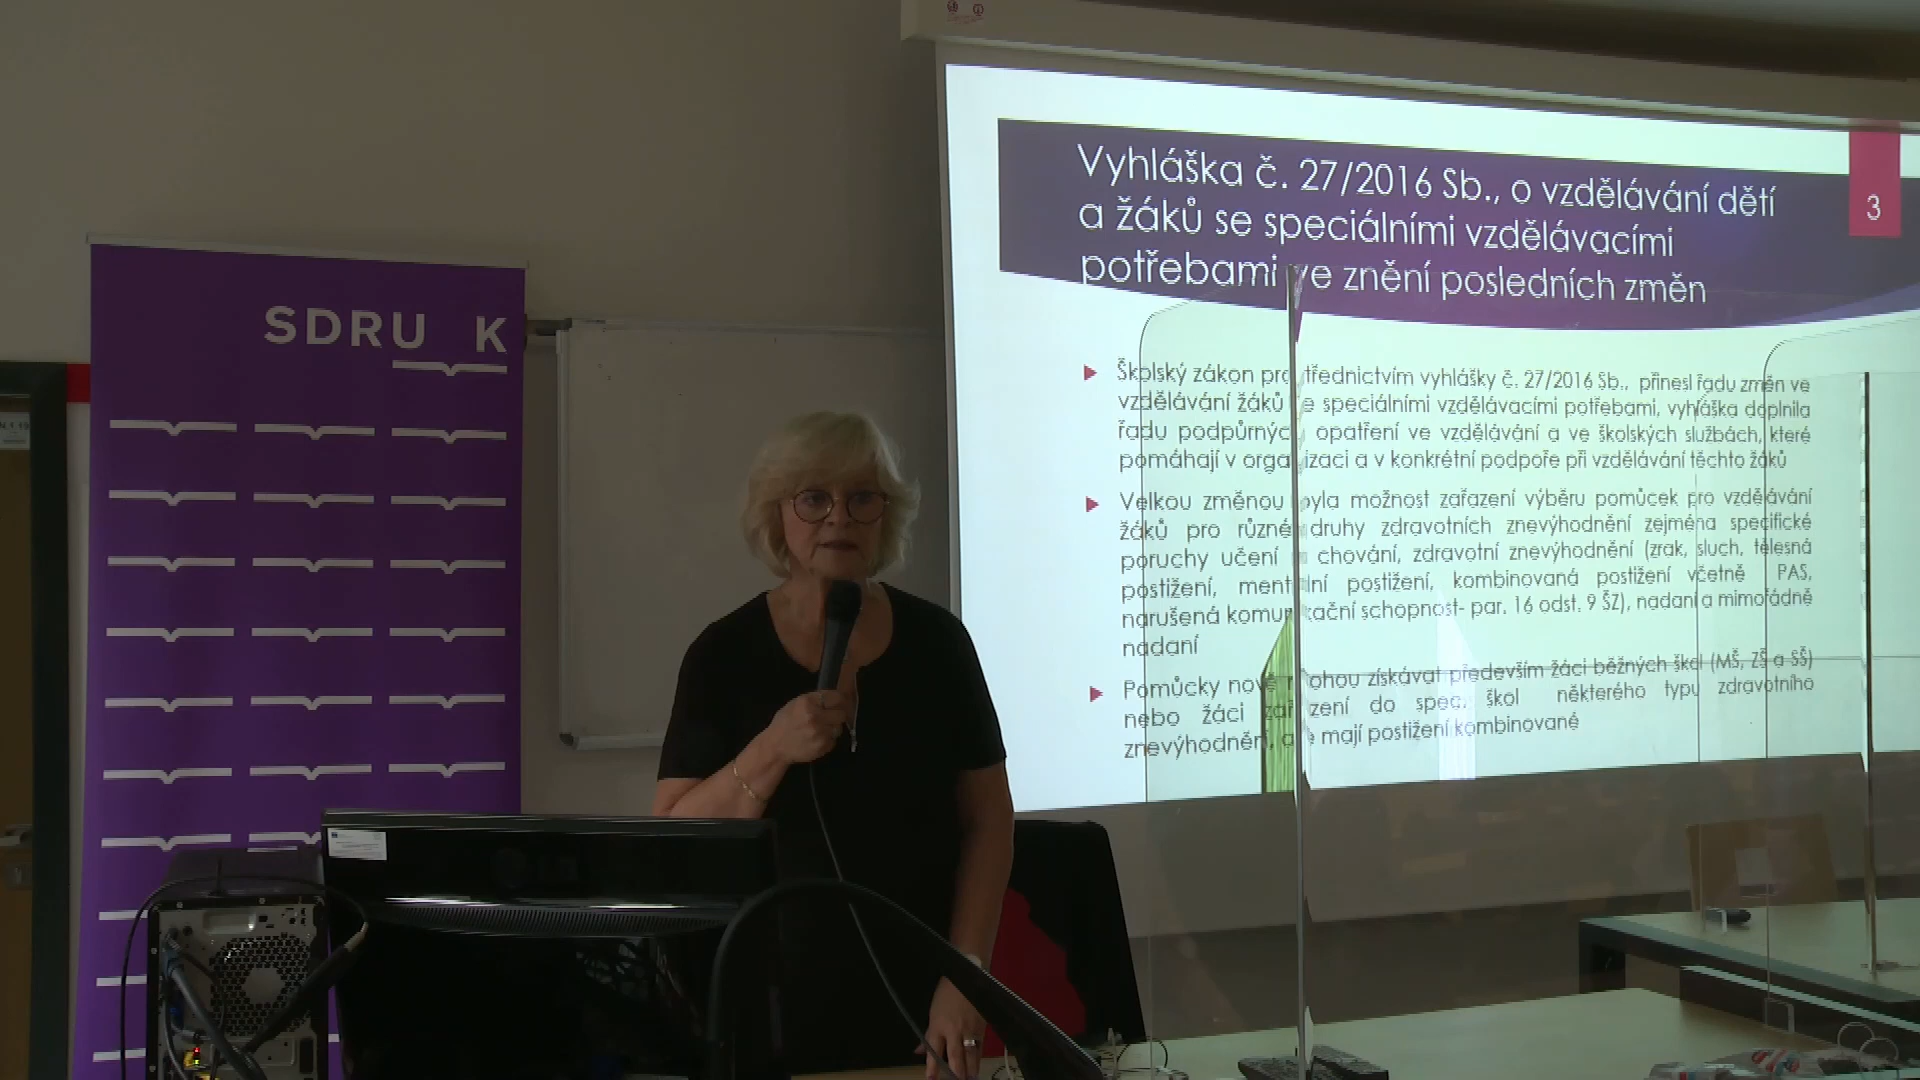 SDRU K
Vyhláška č. 27/2016 Sb., o vzdělávání dětí
a žáků se speciálními vzdělávacími
potřebami ve znění posledních změn
3
Školský zákon pro třednictvím vyhlášky č. 27/2016 Sb., přinesl řadu změn ve
vzdělávání žáků e speciálními vzdělávacími potřebami, vyhláška doplnila
řadu podpůrných opatření ve vzdělávání a ve školských službách, které
pomáhají v organizaci a v konkrétní podpoře při vzdělávání těchto žáků
Velkou změnou byla možnost zařazení výběru pomůcek pro vzdělávání
žáků pro různé druhy zdravotních znevýhodnění zejména specifické
poruchy učení chování, zdravotní znevýhodnění (zrak, sluch, tělesná
postižení, mentální postižení, kombinovaná postižení včetně PAS,
narušená komunikační schopnost- par. 16 odst. 9 ŠZ), nadaní a mimořádně
nadaní
Pomůcky nově mohou získávat především žáci běžných škol (MŠ, ZŠ a SŠ)
nebo žáci zařazení do spec. škol některého typu zdravotního
znevýhodnění, ale mají postižení kombinované